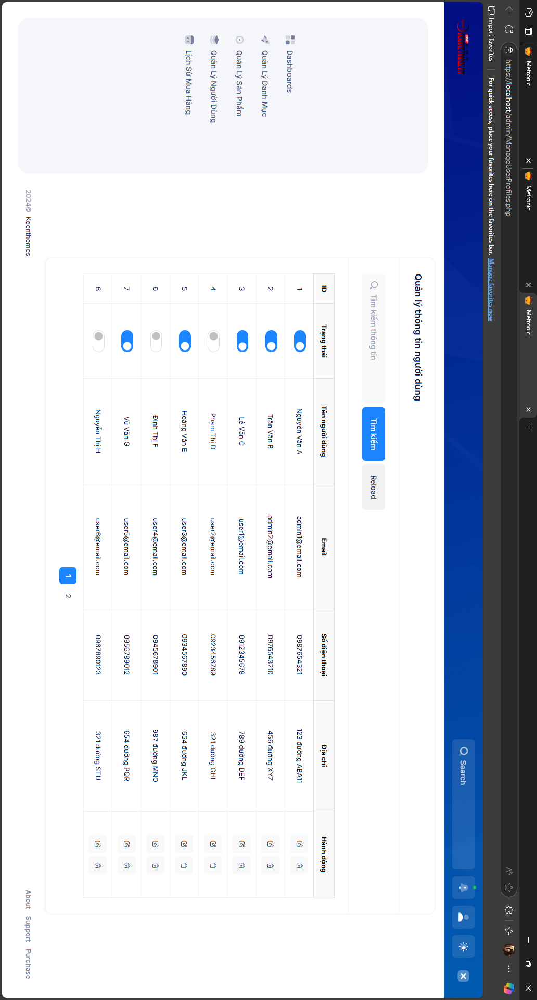 Metronic
Metronic
Metronic
https://localhost/admin/ManageUserProfiles.php
Import favorites
For quick access, place your favorites here on the favorites bar. Manage favorites now
Search
Dashboards
Quản Lý Danh Mục
Quản Lý Sản Phẩm
Quản Lý Người Dùng
Lịch Sử Mua Hàng
Quản lý thông tin người dùng
Tìm kiếm thông tin
Tìm kiếm
Reload
ID Trạng thái Tên người dùng Email Số điện thoại Địa chỉ Hành động
1 Nguyễn Văn A admin1@email.com 0987654321 123 đường ABA11
2 Trần Văn B admin2@email.com 0976543210 456 đường XYZ
3 Lê Văn C user1@email.com 0912345678 789 đường DEF
4 Phạm Thị D user2@email.com 0923456789 321 đường GHI
5 Hoàng Văn E user3@email.com 0934567890 654 đường JKL
6 Đinh Thị F user4@email.com 0945678901 987 đường MNO
7 Vũ Văn G user5@email.com 0956789012 654 đường PQR
8 Nguyễn Thị H user6@email.com 0967890123 321 đường STU
1 2
2024© Keenthemes
About Support Purchase